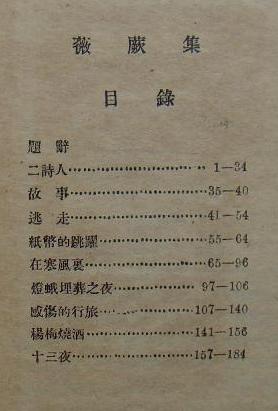 薇蕨集
目錄
題辭
二詩人………………1—34
故事………………35—40
逃走………………41—54
紙幣的跳躍………………55—64
在寒風裏………………65—96
燈蛾埋葬之夜………………97—106
感傷的行旅………………107—140
楊梅燒酒………………141—156
十三夜………………157—184